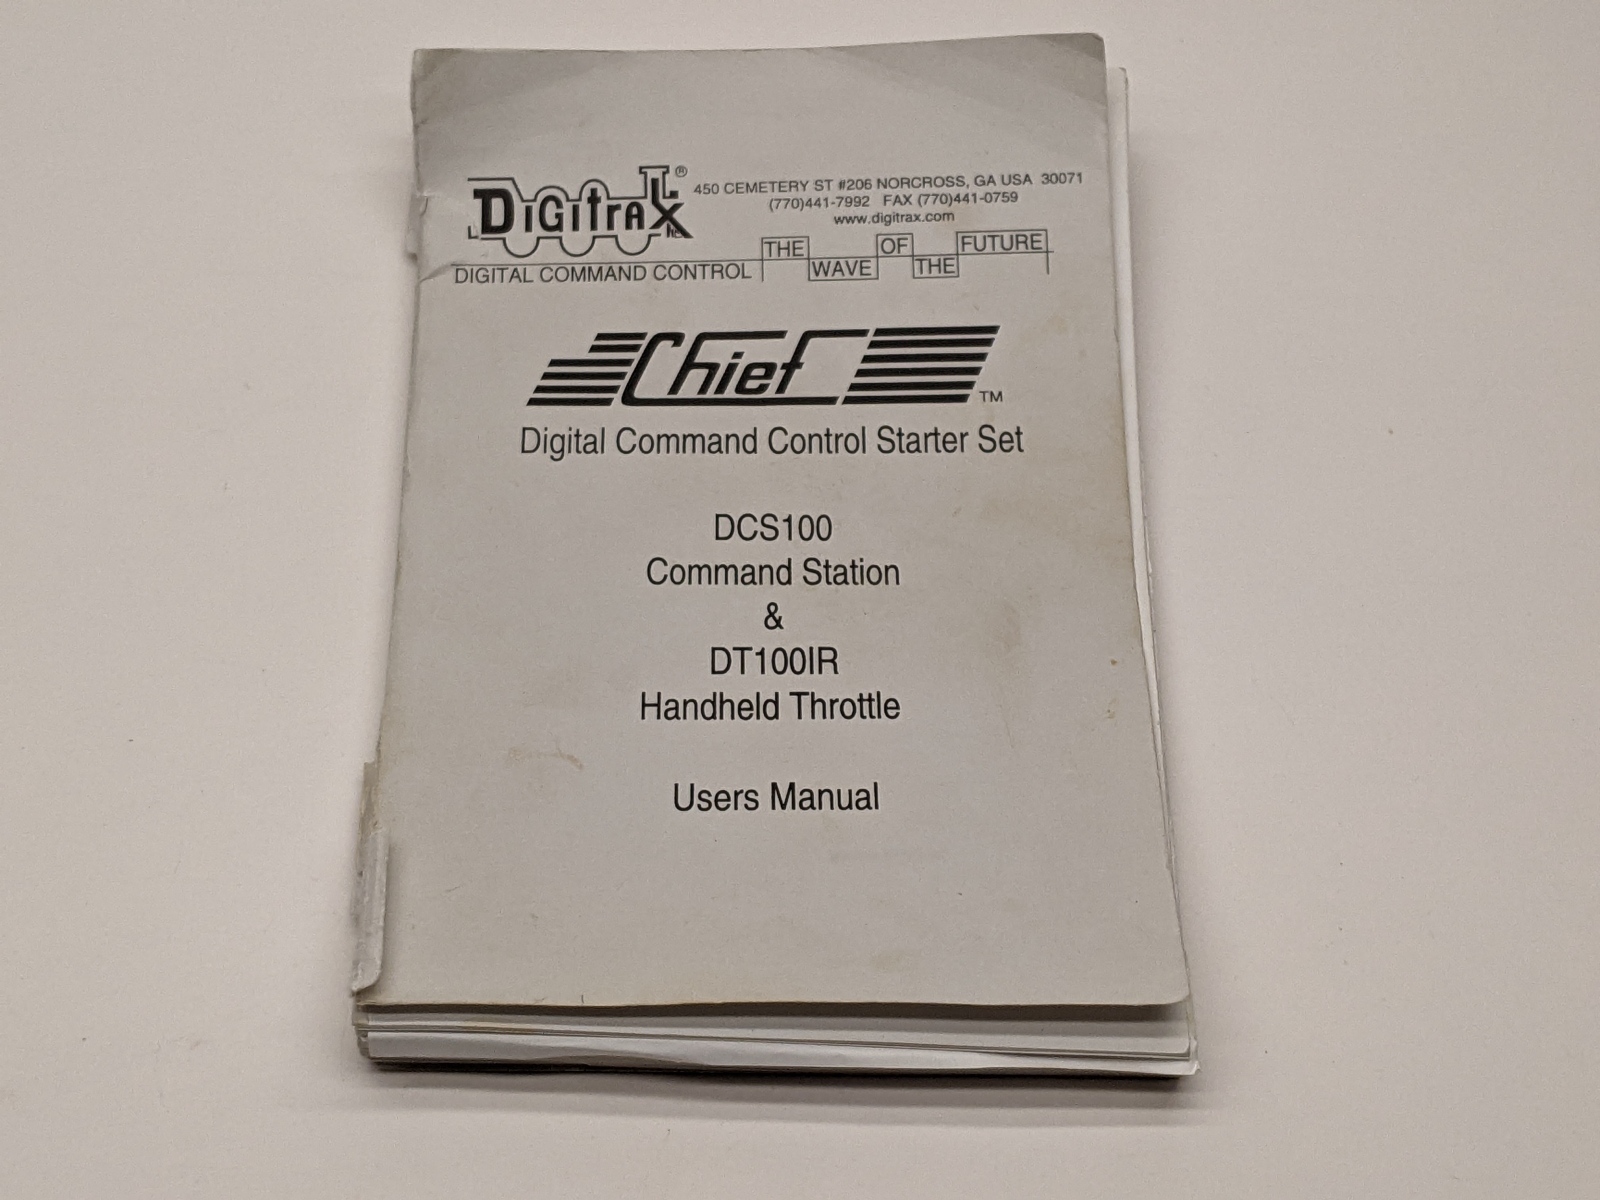 DIGITRAX®
INC.
450 CEMETERY ST #206 NORCROSS, GA USA 30071
(770)441-7992 FAX (770)441-0759
www.digitrax.com
DIGITAL COMMAND CONTROL THE WAVE OF THE FUTURE
Chief™
Digital Command Control Starter Set
DCS100
Command Station
&
DT100IR
Handheld Throttle
Users Manual